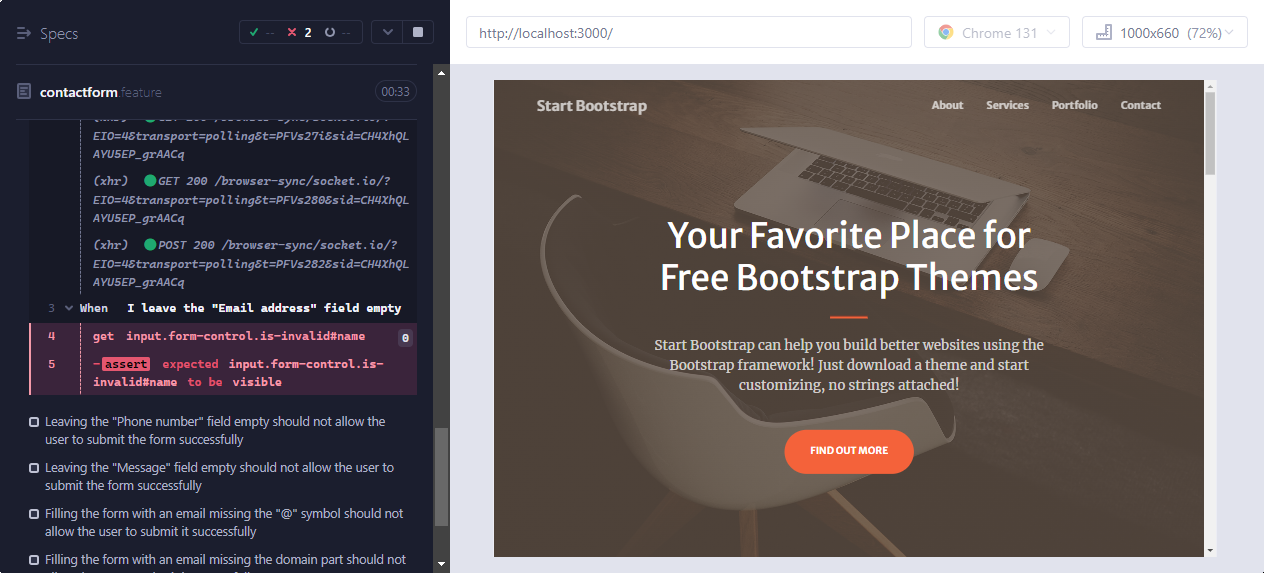 Specs
-- 2 --
contactform.feature
00:33
EIO=4&transport=polling&t=PFVs27i&sid=CH4XhQL
AYU5EP_grAACq
(xhr) GET 200 /browser-sync/socket.io/?
EIO=4&transport=polling&t=PFVs280&sid=CH4XhQL
AYU5EP_grAACq
(xhr) POST 200 /browser-sync/socket.io/?
EIO=4&transport=polling&t=PFVs282&sid=CH4XhQL
AYU5EP_grAACq
3 When I leave the "Email address" field empty
4 get input.form-control.is-invalid#name 0
5 -assert expected input.form-control.is-
invalid#name to be visible
Leaving the "Phone number" field empty should not allow the
user to submit the form successfully
Leaving the "Message" field empty should not allow the user to
submit the form successfully
Filling the form with an email missing the "@" symbol should not
allow the user to submit it successfully
Filling the form with an email missing the domain part should not
http://localhost:3000/
Chrome 131
1000x660 (72%)
Start Bootstrap
About Services Portfolio Contact
Your Favorite Place for
Free Bootstrap Themes
Start Bootstrap can help you build better websites using the
Bootstrap framework! Just download a theme and start
customizing, no strings attached!
FIND OUT MORE